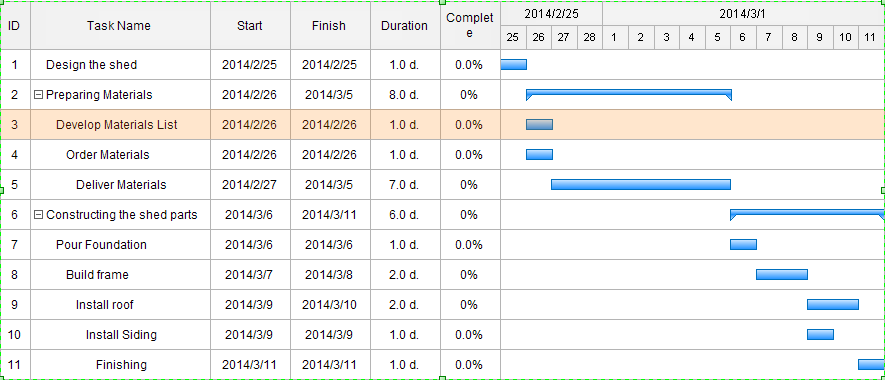 ID Task Name Start Finish Duration Complet e 2014/2/25 2014/3/1
25 26 27 28 1 2 3 4 5 6 7 8 9 10 11
1 Design the shed 2014/2/25 2014/2/25 1.0 d. 0.0%
2 Preparing Materials 2014/2/26 2014/3/5 8.0 d. 0%
3 Develop Materials List 2014/2/26 2014/2/26 1.0 d. 0.0%
4 Order Materials 2014/2/26 2014/2/26 1.0 d. 0.0%
5 Deliver Materials 2014/2/27 2014/3/5 7.0 d. 0%
6 Constructing the shed parts 2014/3/6 2014/3/11 6.0 d. 0%
7 Pour Foundation 2014/3/6 2014/3/6 1.0 d. 0.0%
8 Build frame 2014/3/7 2014/3/8 2.0 d. 0%
9 Install roof 2014/3/9 2014/3/10 2.0 d. 0%
10 Install Siding 2014/3/9 2014/3/9 1.0 d. 0.0%
11 Finishing 2014/3/11 2014/3/11 1.0 d. 0.0%